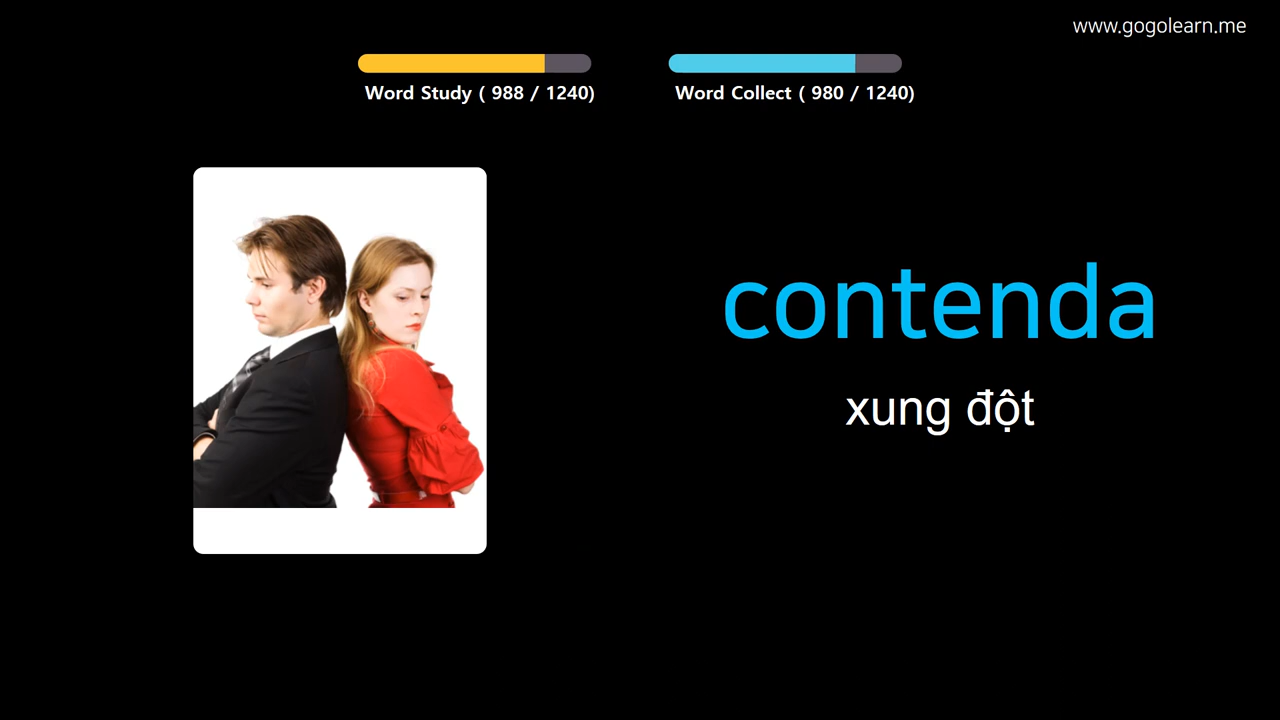 www.gogolearn.me
Word Study ( 988 / 1240)
Word Collect ( 980 / 1240)
contenda
xung đột